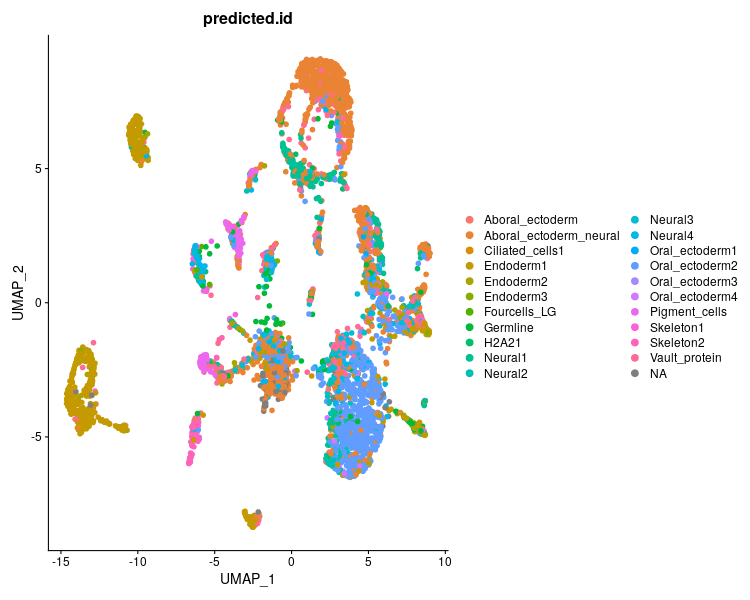 predicted.id
5
0
-5
-15
-10
-5
0
5
10
UMAP_1
UMAP_2
Aboral_ectoderm
Aboral_ectoderm_neural
Ciliated_cells1
Endoderm1
Endoderm2
Endoderm3
Fourcells_LG
Germline
H2A21
Neural1
Neural2
Neural3
Neural4
Oral_ectoderm1
Oral_ectoderm2
Oral_ectoderm3
Oral_ectoderm4
Pigment_cells
Skeleton1
Skeleton2
Vault_protein
NA